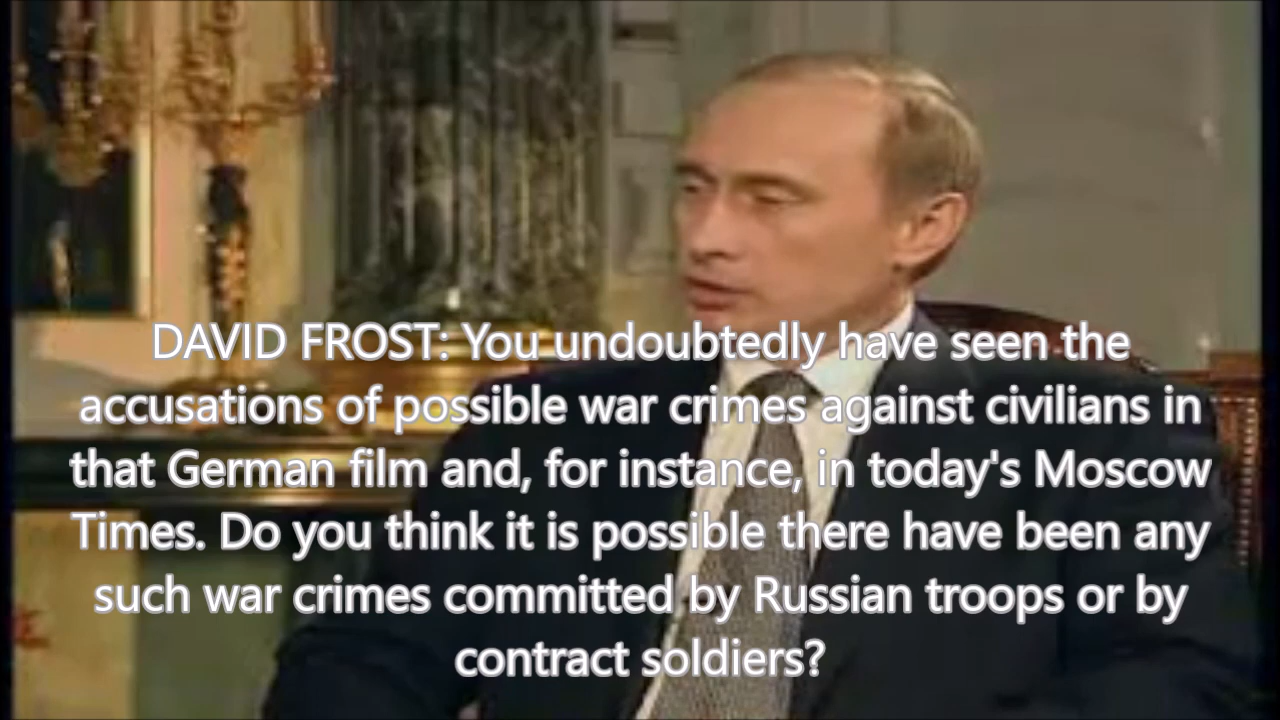 DAVID FROST: You undoubtedly have seen the
accusations of possible war crimes against civilians in
that German film and, for instance, in today's Moscow
Times. Do you think it is possible there have been any
such war crimes committed by Russian troops or by
contract soldiers?